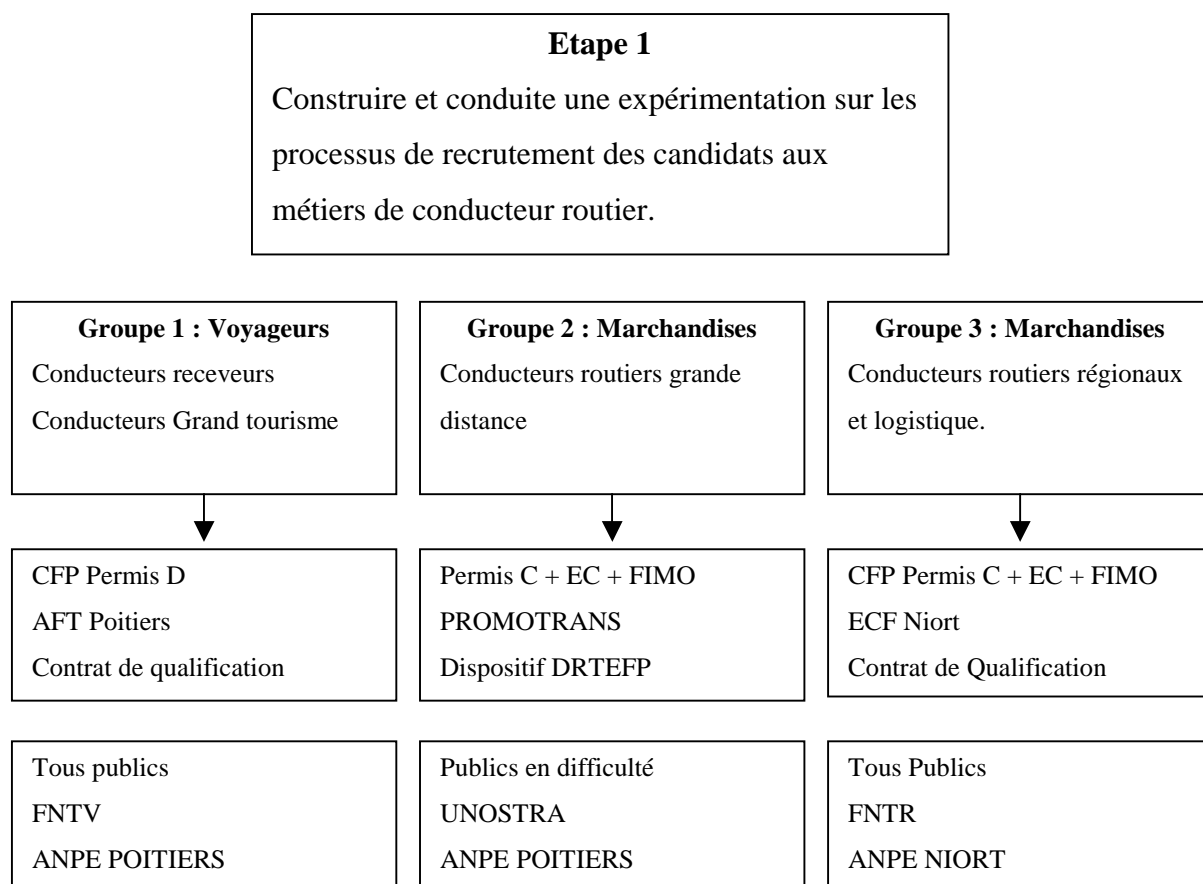 Etape 1
Construire et conduite une expérimentation sur les
processus de recrutement des candidats aux
métiers de conducteur routier.
Groupe 1 : Voyageurs
Conducteurs receveurs
Conducteurs Grand tourisme
Groupe 2 : Marchandises
Conducteurs routiers grande
distance
Groupe 3 : Marchandises
Conducteurs routiers régionaux
et logistique.
CFP Permis D
AFT Poitiers
Contrat de qualification
Permis C + EC + FIMO
PROMOTRANS
Dispositif DRTEFP
CFP Permis C + EC + FIMO
ECF Niort
Contrat de Qualification
Tous publics
FNTV
ANPE POITIERS
Publics en difficulté
UNOSTRA
ANPE POITIERS
Tous Publics
FNTR
ANPE NIORT